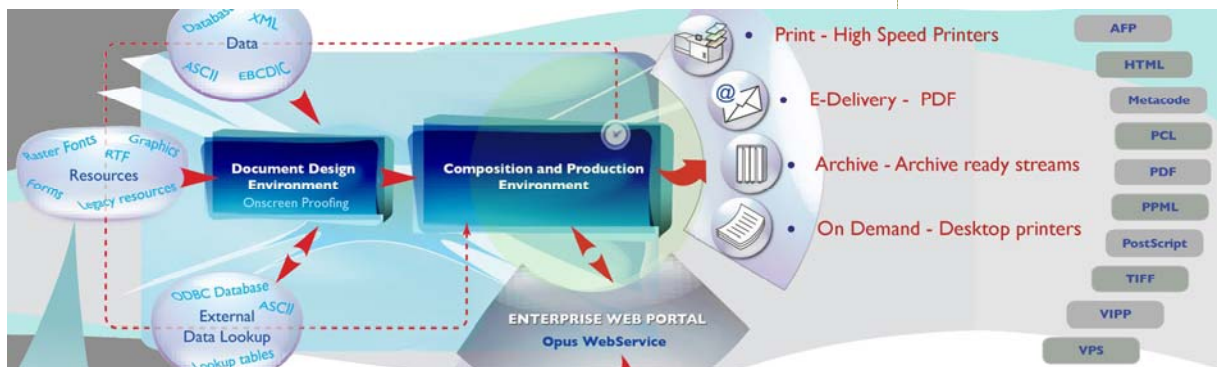 Database
XML
Data
ASCII
EBCDIC
Raster Fonts
Graphics
RTF
Resources
Forms
Legacy resources
Document Design
Environment
Onscreen Proofing
Composition and Production
Environment
ODBC Database
ASCII
External
Data Lookup
Lookup tables
ENTERPRISE WEB PORTAL
Opus WebService
@
• Print - High Speed Printers
• E-Delivery - PDF
• Archive - Archive ready streams
• On Demand - Desktop printers
AFP
HTML
Metacode
PCL
PDF
PPML
PostScript
TIFF
VIPP
VPS